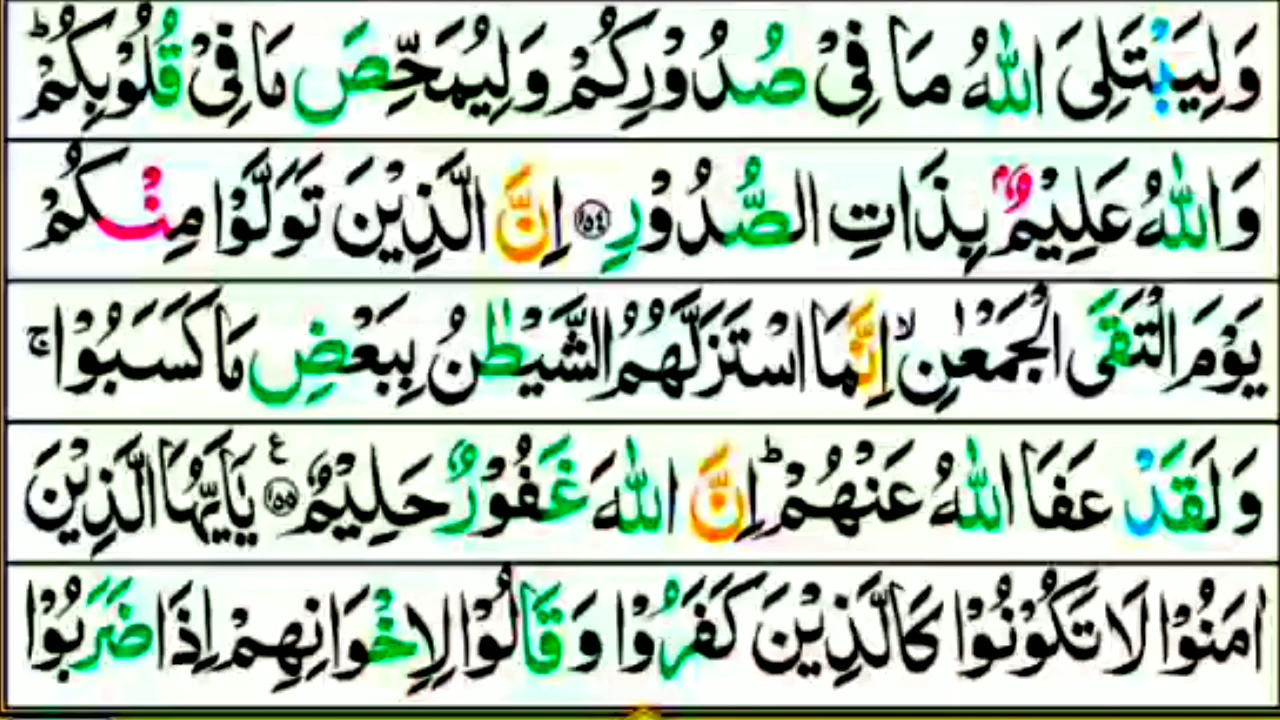 وَلِيَبْتَلِىَ اللّٰهُ مَا فِىْ صُدُوْرِكُمْ وَلِيُمَحِّصَ مَا فِىْ قُلُوْبِكُمْؕ
وَاللّٰهُ عَلِيْمٌۢ بِذَاتِ الصُّدُوْرِ ﴿۱۵۴﴾ اِنَّ الَّذِيْنَ تَوَلَّوْا مِنْكُمْ
يَوْمَ الْتَقَى الْجَمْعٰنِۙ اِنَّمَا اسْتَزَلَّهُمُ الشَّيْطٰنُ بِبَعْضِ مَا كَسَبُوْاۚ
وَلَقَدْ عَفَا اللّٰهُ عَنْهُمْؕ اِنَّ اللّٰهَ غَفُوْرٌ حَلِيْمٌ ﴿۱۵۵﴾ ع يٰۤاَيُّهَا الَّذِيْنَ
اٰمَنُوْا لَا تَكُوْنُوْا كَالَّذِيْنَ كَفَرُوْا وَقَالُوْا لِاِخْوَانِهِمْ اِذَا ضَرَبُوْا